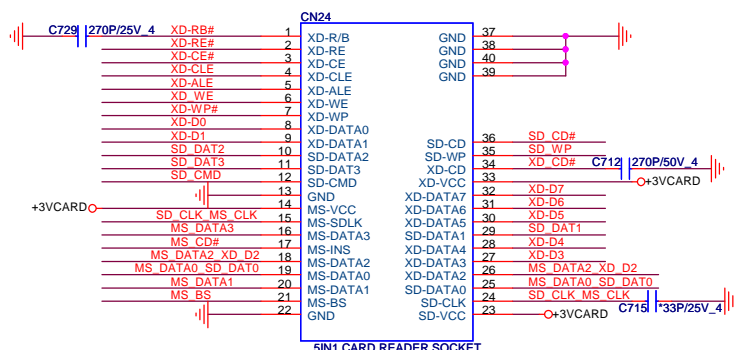 CN24
C729 270P/25V_4 XD-RB# 1 XD-R/B GND 37
XD-RE# 2 XD-RE GND 38
XD-CE# 3 XD-CE GND 40
XD-CLE 4 XD-CLE GND 39
XD-ALE 5 XD-ALE
XD_WE 6 XD-WE
XD-WP# 7 XD-WP
XD-D0 8 XD-DATA0
XD-D1 9 XD-DATA1 SD-CD 36 SD_CD#
SD_DAT2 10 SD-DATA2 SD-WP 35 SD_WP
SD_DAT3 11 SD-DAT3 XD-CD 34 XD_CD# C712 270P/50V_4
SD_CMD 12 SD-CMD XD-VCC 33 +3VCARD
13 GND XD-DATA7 32 XD-D7
+3VCARD 14 MS-VCC XD-DATA6 31 XD-D6
SD_CLK_MS_CLK 15 MS-SDLK XD-DATA5 30 XD-D5
MS_DATA3 16 MS-DATA3 SD-DATA1 29 SD_DAT1
MS_CD# 17 MS-INS XD-DATA4 28 XD-D4
MS_DATA2_XD_D2 18 MS-DATA2 XD-DATA3 27 XD-D3
MS_DATA0_SD_DAT0 19 MS-DATA0 XD-DATA2 26 MS_DATA2_XD_D2
MS_DATA1 20 MS-DATA1 SD-DATA0 25 MS_DATA0_SD_DAT0
MS_BS 21 MS-BS SD-CLK 24 SD_CLK_MS_CLK C715 *33P/25V_4
22 GND SD-VCC 23 +3VCARD
5IN1 CARD READER SOCKET